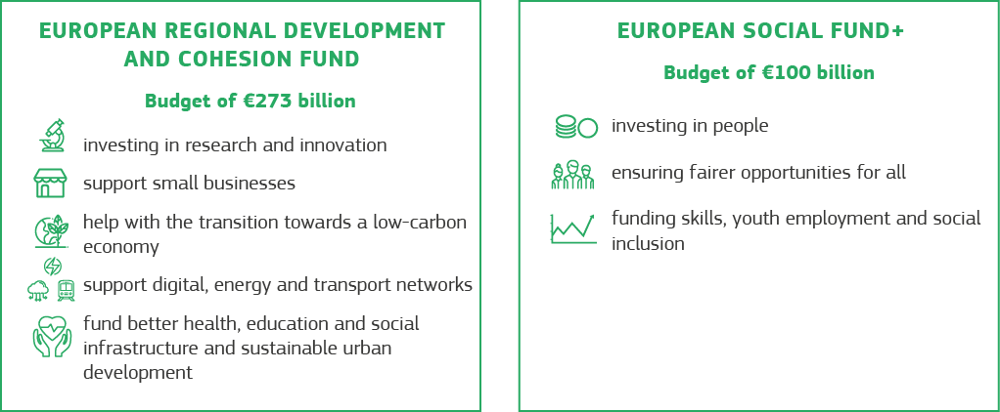 EUROPEAN REGIONAL DEVELOPMENT
AND COHESION FUND
Budget of €273 billion
investing in research and innovation
support small businesses
help with the transition towards a low-carbon
economy
support digital, energy and transport networks
fund better health, education and social
infrastructure and sustainable urban
development
EUROPEAN SOCIAL FUND+
Budget of €100 billion
investing in people
ensuring fairer opportunities for all
funding skills, youth employment and social
inclusion